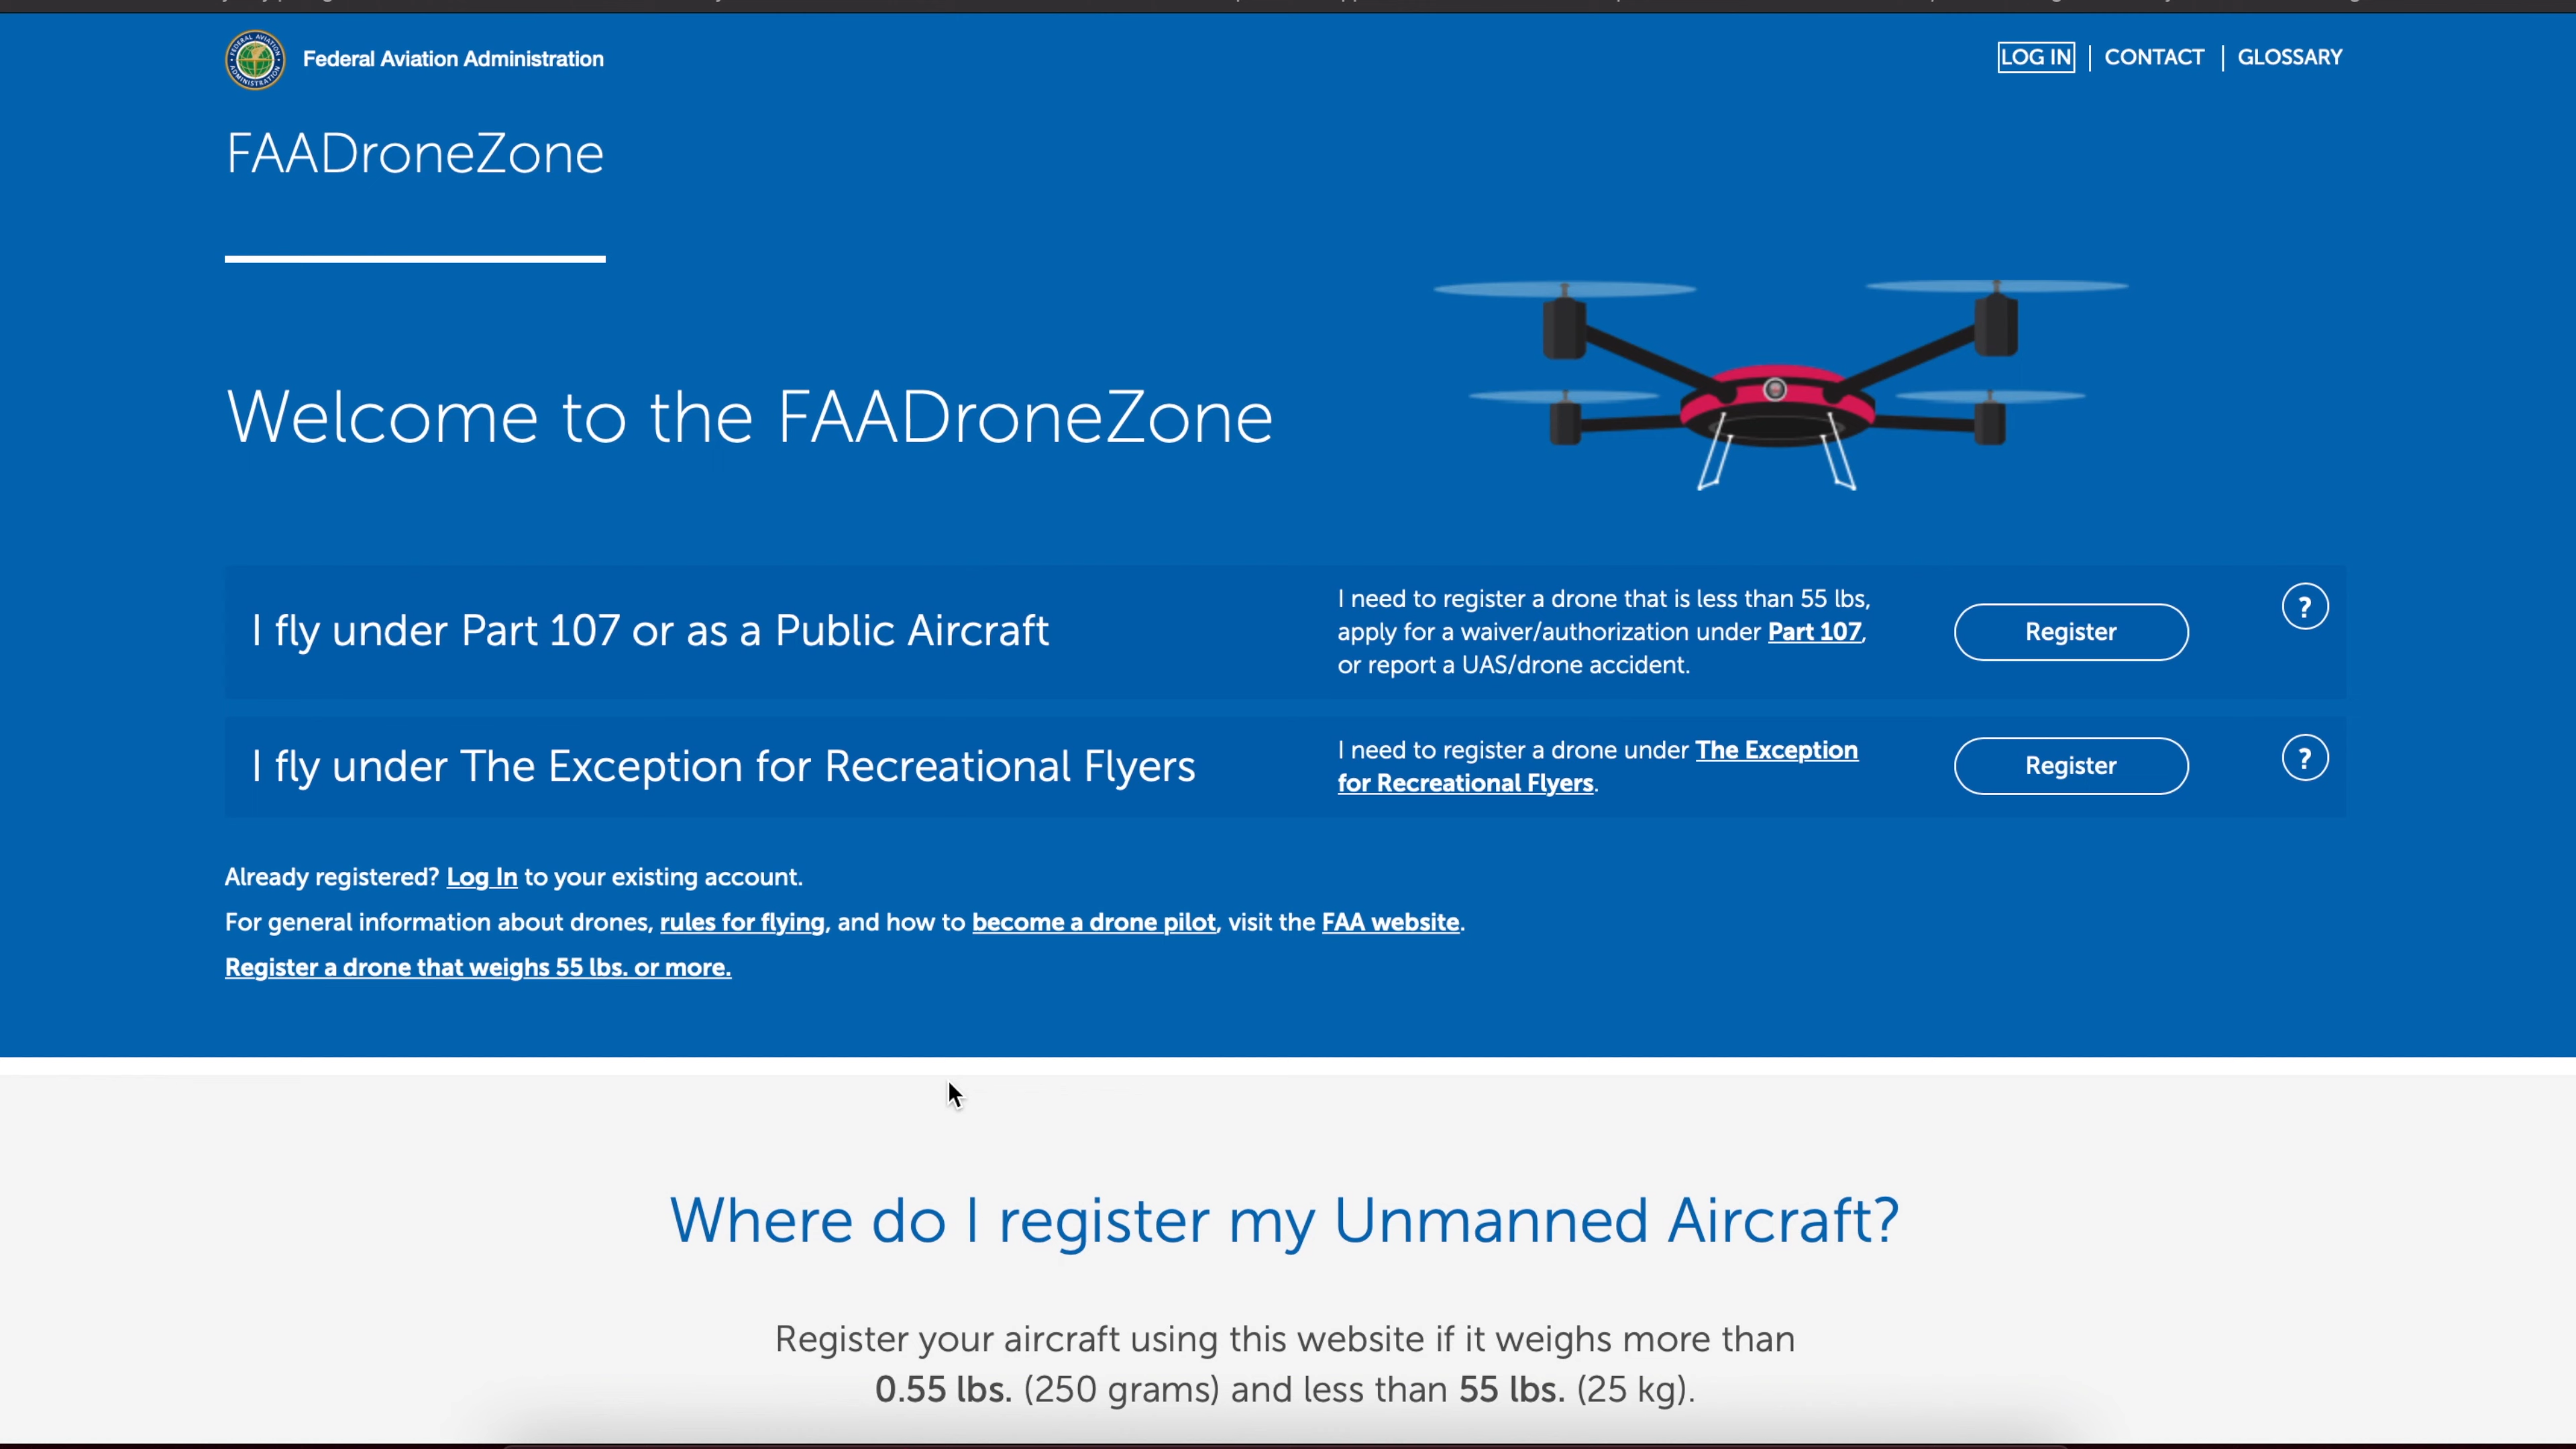 Federal Aviation Administration
LOG IN | CONTACT | GLOSSARY
FAADroneZone
Welcome to the FAADroneZone
I fly under Part 107 or as a Public Aircraft
I need to register a drone that is less than 55 lbs,
apply for a waiver/authorization under Part 107,
or report a UAS/drone accident.
Register
?
I fly under The Exception for Recreational Flyers
I need to register a drone under The Exception
for Recreational Flyers.
Register
?
Already registered? Log In to your existing account.
For general information about drones, rules for flying, and how to become a drone pilot, visit the FAA website.
Register a drone that weighs 55 lbs. or more.
Where do I register my Unmanned Aircraft?
Register your aircraft using this website if it weighs more than
0.55 lbs. (250 grams) and less than 55 lbs. (25 kg).